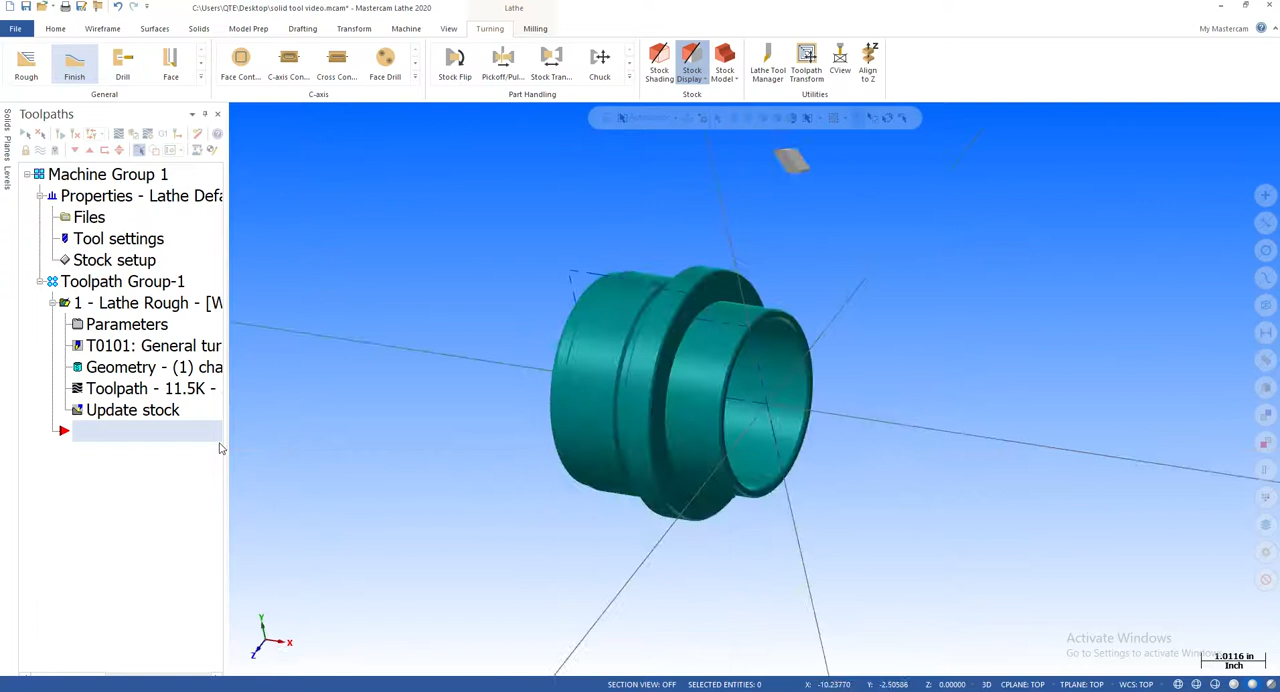 C:\Users\QTE\Desktop\solid tool video.mcam* - Mastercam Lathe 2020
Lathe
File Home Wireframe Surfaces Solids Model Prep Drafting Transform Machine View Turning Milling
My Mastercam
Rough Finish Drill Face Face Cont... C-axis Con... Cross Con... Face Drill Stock Flip Pickoff/Pul... Stock Tran... Chuck Stock Shading Stock Display Stock Model Lathe Tool Manager Toolpath Transform CView Align to Z
General C-axis Part Handling Stock Utilities
Toolpaths
Solids Planes Levels
G1
Machine Group 1
Properties - Lathe Defa
Files
Tool settings
Stock setup
Toolpath Group-1
1 - Lathe Rough - [W
Parameters
T0101: General tur
Geometry - (1) cha
Toolpath - 11.5K -
Update stock
Y
X
Z
Activate Windows
Go to Settings to activate Windows.
1.0116 in
Inch
SECTION VIEW: OFF SELECTED ENTITIES: 0 X: -10.23770 Y: -2.50586 Z: 0.00000 3D CPLANE: TOP TPLANE: TOP WCS: TOP